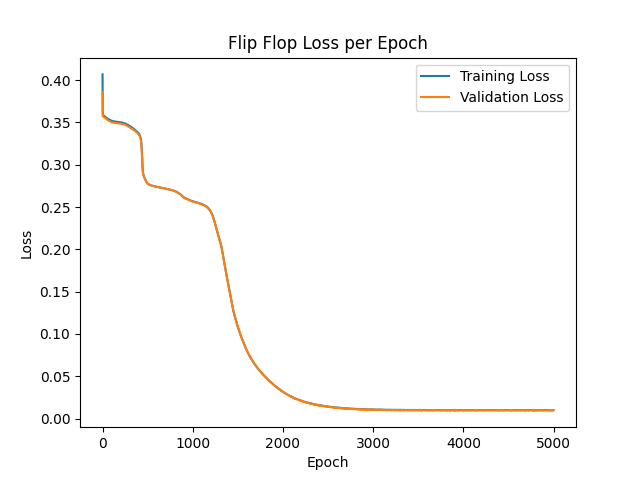 Flip Flop Loss per Epoch
Training Loss
Validation Loss
Loss
0.40
0.35
0.30
0.25
0.20
0.15
0.10
0.05
0.00
0 1000 2000 3000 4000 5000
Epoch